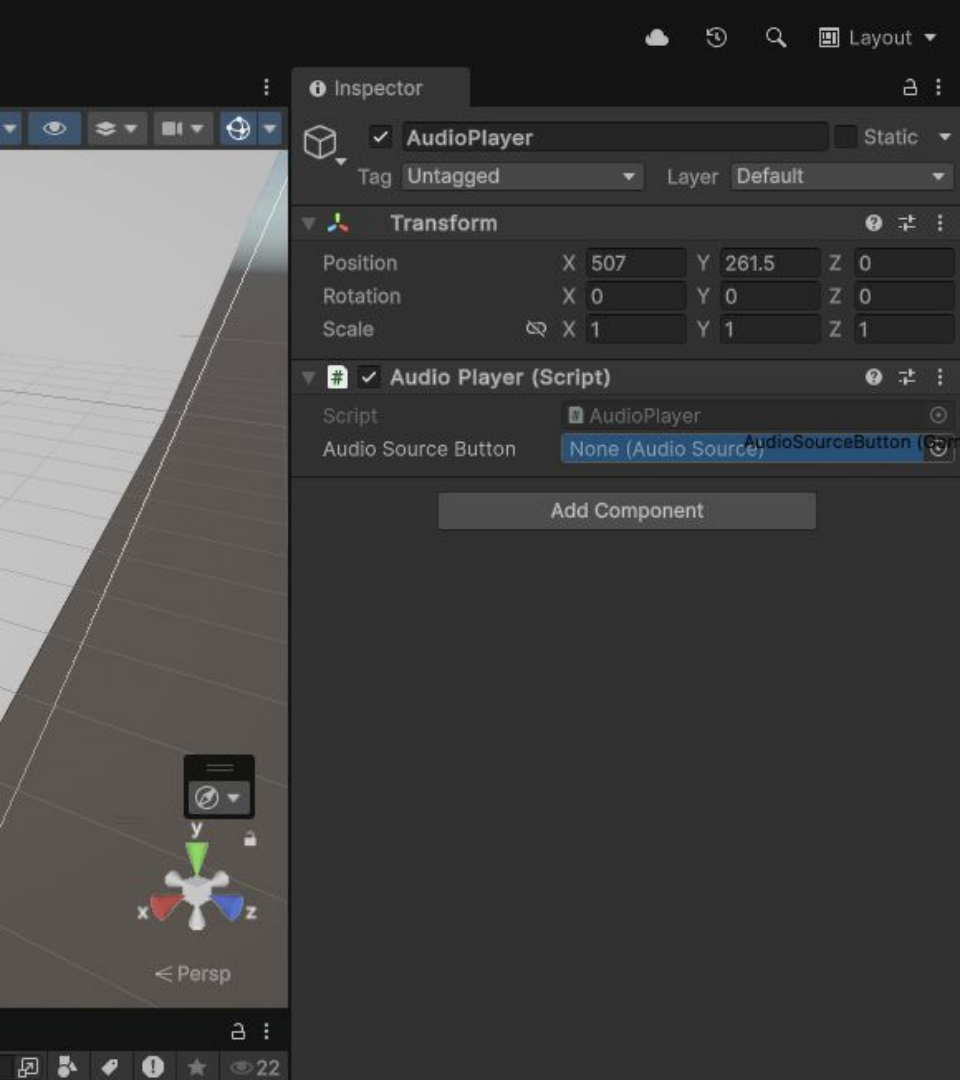 Layout
Inspector
AudioPlayer
Static
Tag Untagged Layer Default
Transform
Position X 507 Y 261.5 Z 0
Rotation X 0 Y 0 Z 0
Scale X 1 Y 1 Z 1
# Audio Player (Script)
Script # AudioPlayer
Audio Source Button None (Audio Source)
AudioSourceButton (Gam
Add Component
y
x z
Persp
22